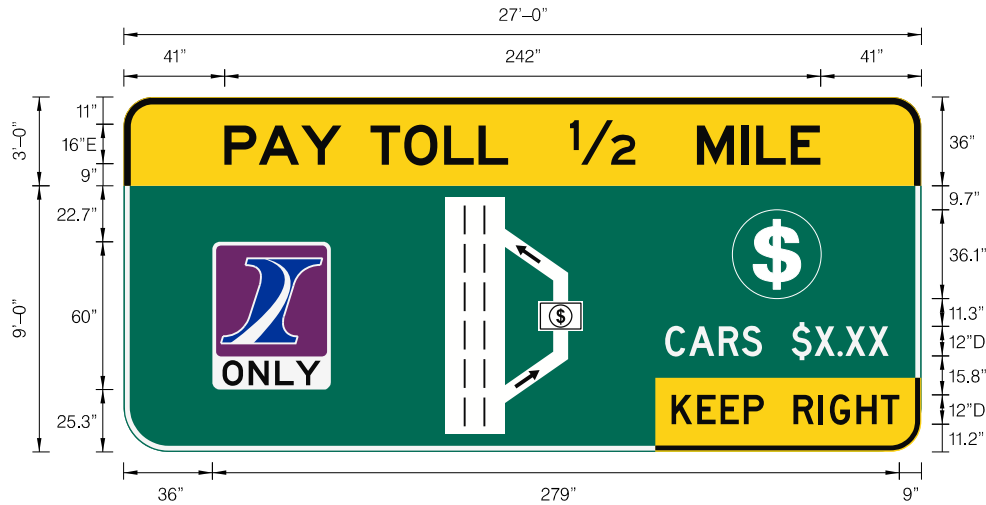 27'–0"
41" 242" 41"
3'–0" 11" 16"E 9"
PAY TOLL 1/2 MILE
36"
9'–0" 22.7" 60" 25.3"
ONLY
$
$
CARS $X.XX
KEEP RIGHT
9.7"
36.1"
11.3"
12"D
15.8"
12"D
11.2"
36" 279" 9"